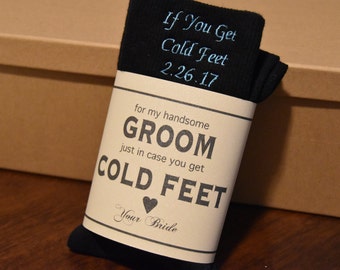 If You Get
Cold Feet
2.26.17
for my handsome
GROOM
just in case you get
COLD FEET
Your Bride